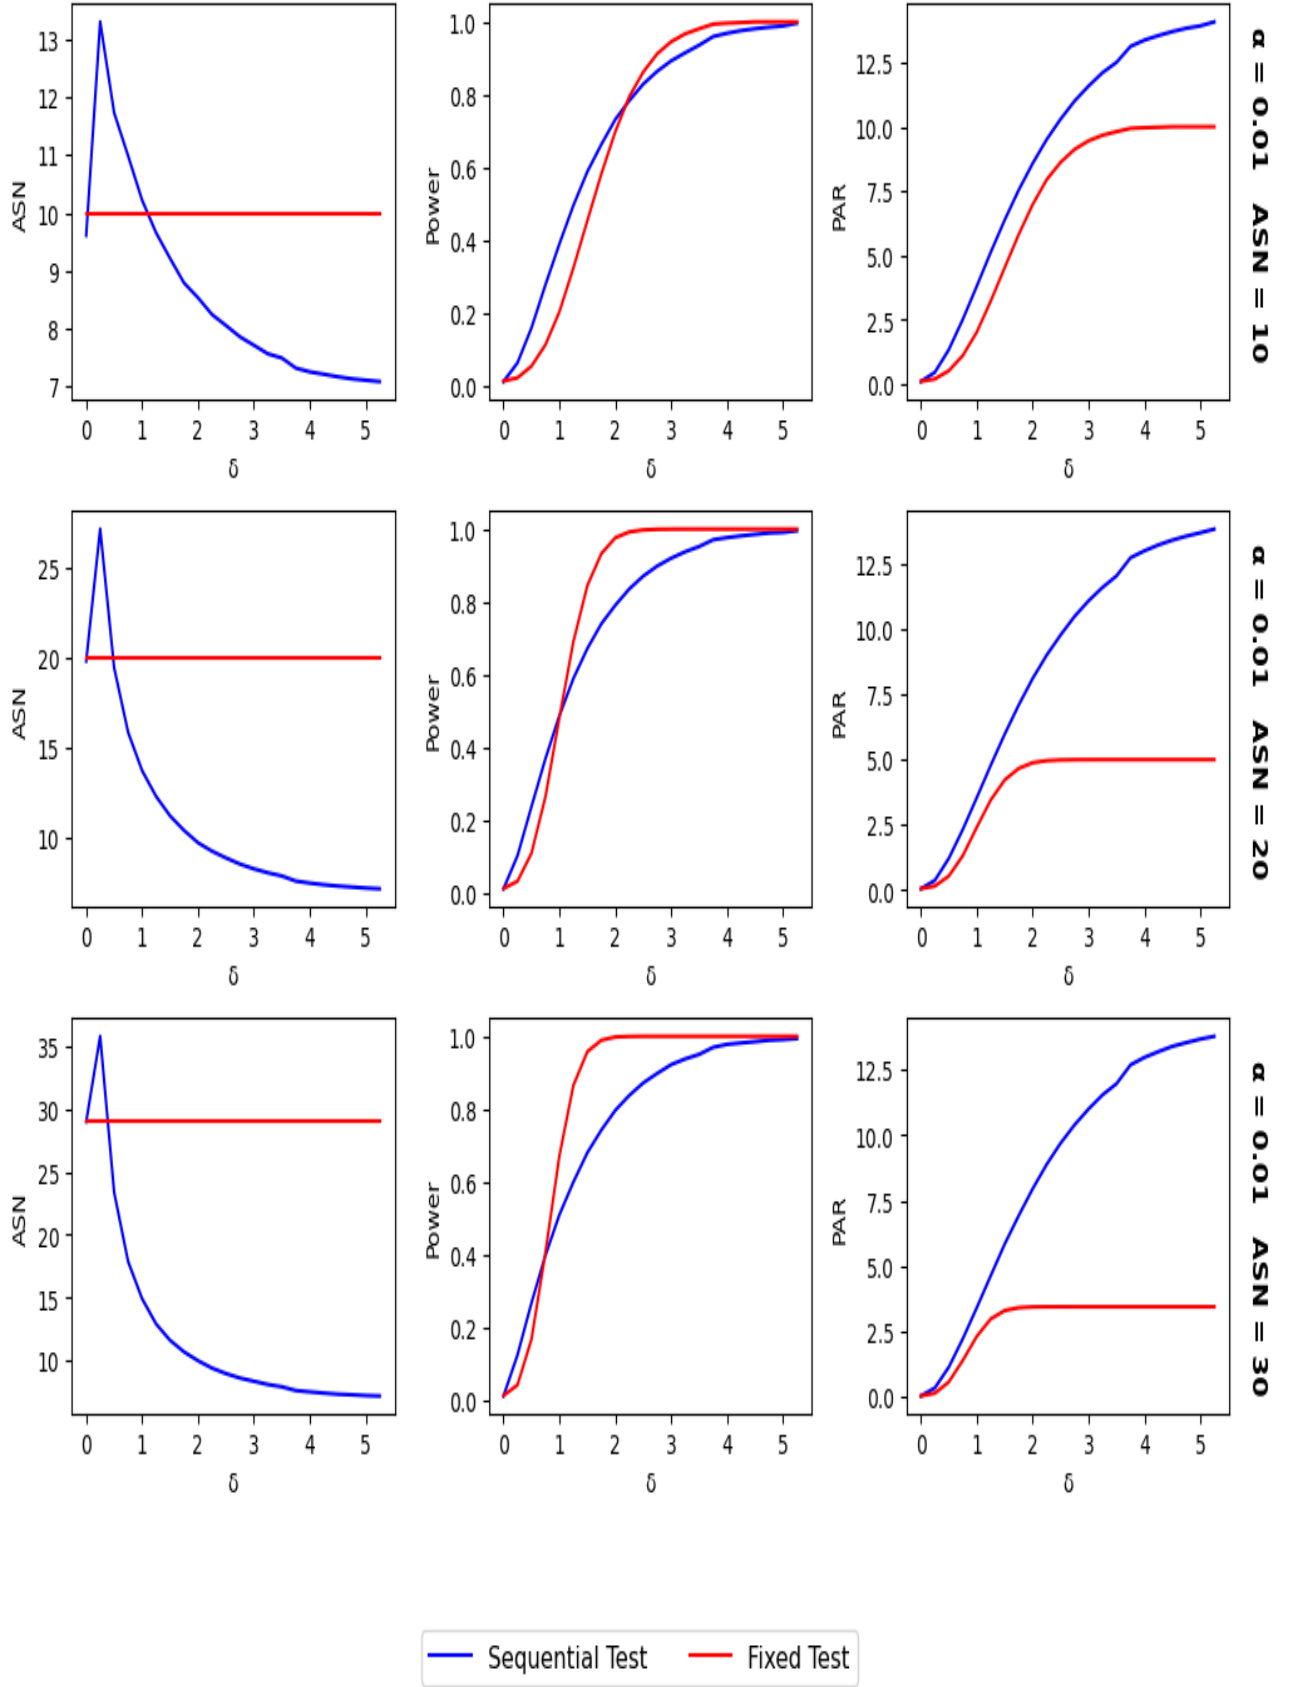 ASN
13
12
11
10
9
8
7
0 1 2 3 4 5
δ
Power
1.0
0.8
0.6
0.4
0.2
0.0
0 1 2 3 4 5
δ
PAR
12.5
10.0
7.5
5.0
2.5
0.0
0 1 2 3 4 5
δ
α = 0.01 ASN = 10
ASN
25
20
15
10
0 1 2 3 4 5
δ
Power
1.0
0.8
0.6
0.4
0.2
0.0
0 1 2 3 4 5
δ
PAR
12.5
10.0
7.5
5.0
2.5
0.0
0 1 2 3 4 5
δ
α = 0.01 ASN = 20
ASN
35
30
25
20
15
10
0 1 2 3 4 5
δ
Power
1.0
0.8
0.6
0.4
0.2
0.0
0 1 2 3 4 5
δ
PAR
12.5
10.0
7.5
5.0
2.5
0.0
0 1 2 3 4 5
δ
α = 0.01 ASN = 30
Sequential Test Fixed Test